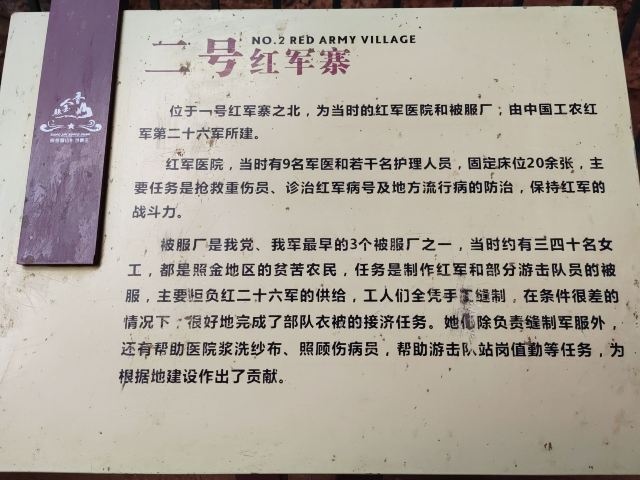 NO.2 RED ARMY VILLAGE
二号红军寨
位于一号红军寨之北，为当时的红军医院和被服厂；由中国工农红
军第二十六军所建。
红军医院，当时有9名军医和若干名护理人员，固定床位20余张，主
要任务是抢救重伤员、诊治红军病号及地方流行病的防治，保持红军的
战斗力。
被服厂是我党、我军最早的3个被服厂之一，当时约有三四十名女
工，都是照金地区的贫苦农民，任务是制作红军和部分游击队员的被
服，主要担负红二十六军的供给，工人们全凭手工缝制，在条件很差的
情况下，很好地完成了部队衣被的接济任务。她们除负责缝制军服外，
还有帮助医院浆洗纱布、照顾伤病员，帮助游击队站岗值勤等任务，为
根据地建设作出了贡献。